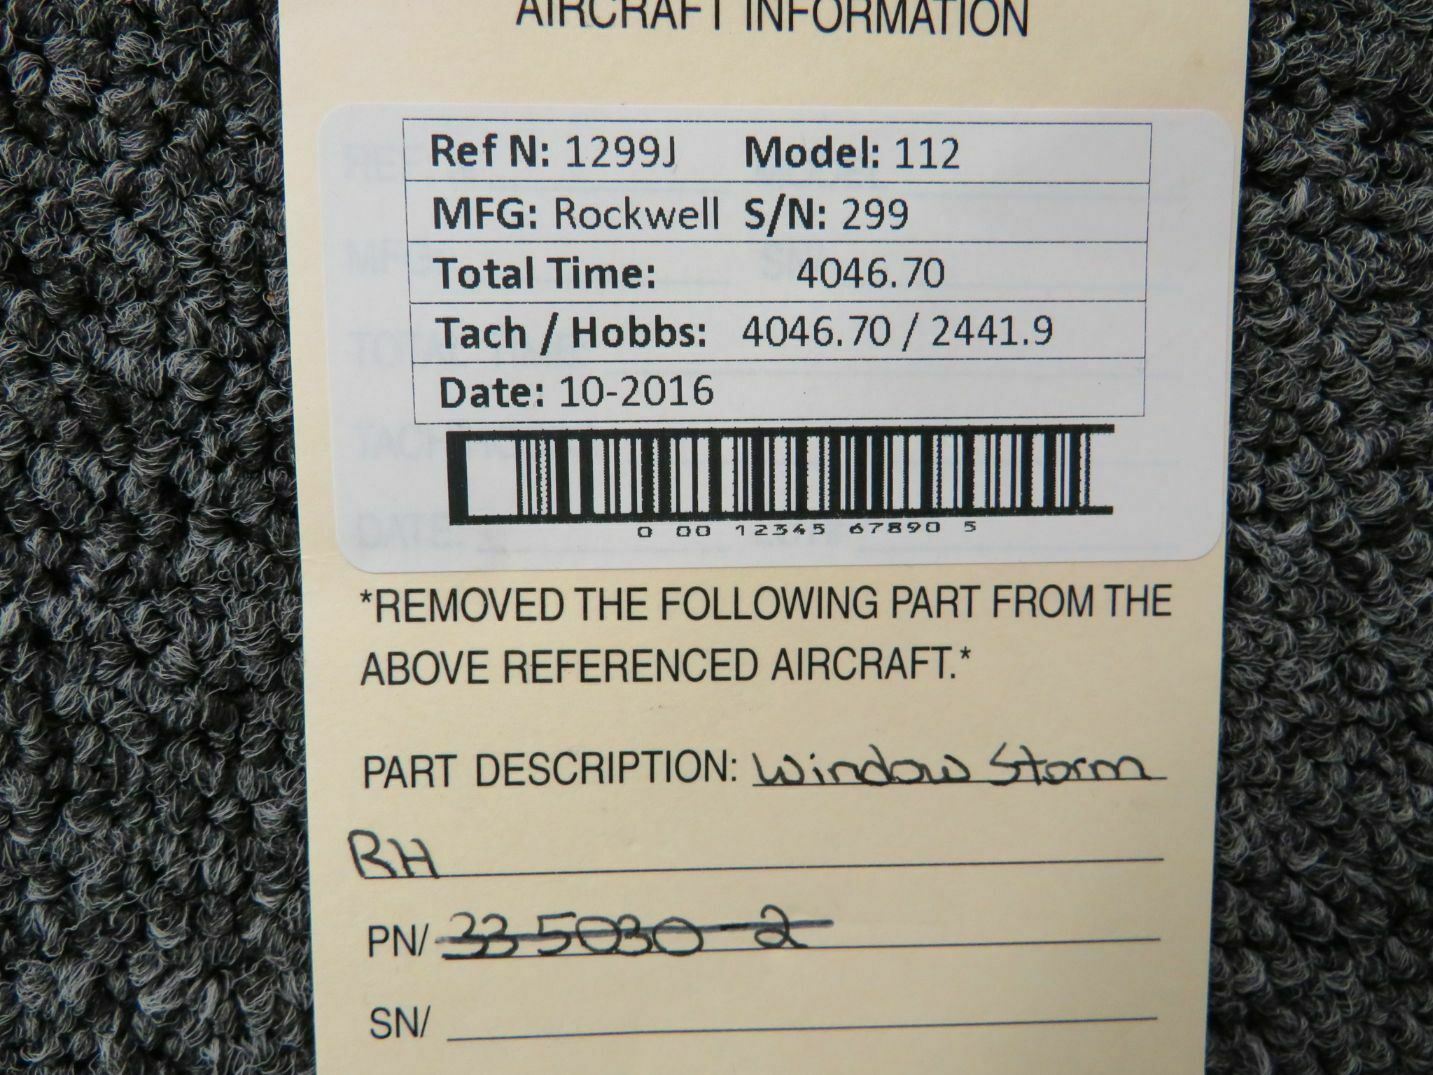 AIRCRAFT INFORMATION
Ref N: 1299J Model: 112
MFG: Rockwell S/N: 299
Total Time: 4046.70
Tach / Hobbs: 4046.70 / 2441.9
Date: 10-2016
0 00 12345 67890 5
*REMOVED THE FOLLOWING PART FROM THE
ABOVE REFERENCED AIRCRAFT.*
PART DESCRIPTION: Window Storm
RH
PN/ 335030-2
SN/